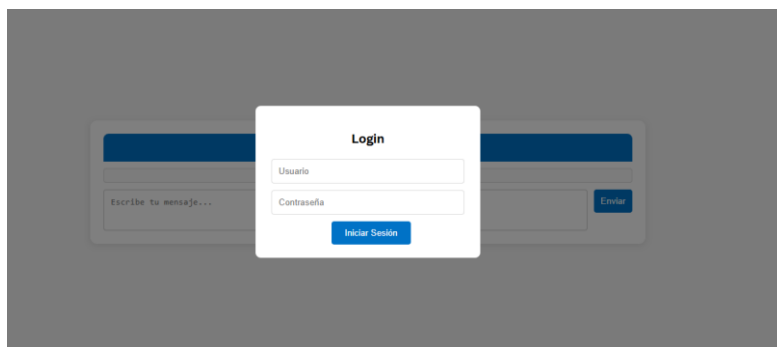 Login
Usuario
Contraseña
Iniciar Sesión
Escribe tu mensaje...
Enviar